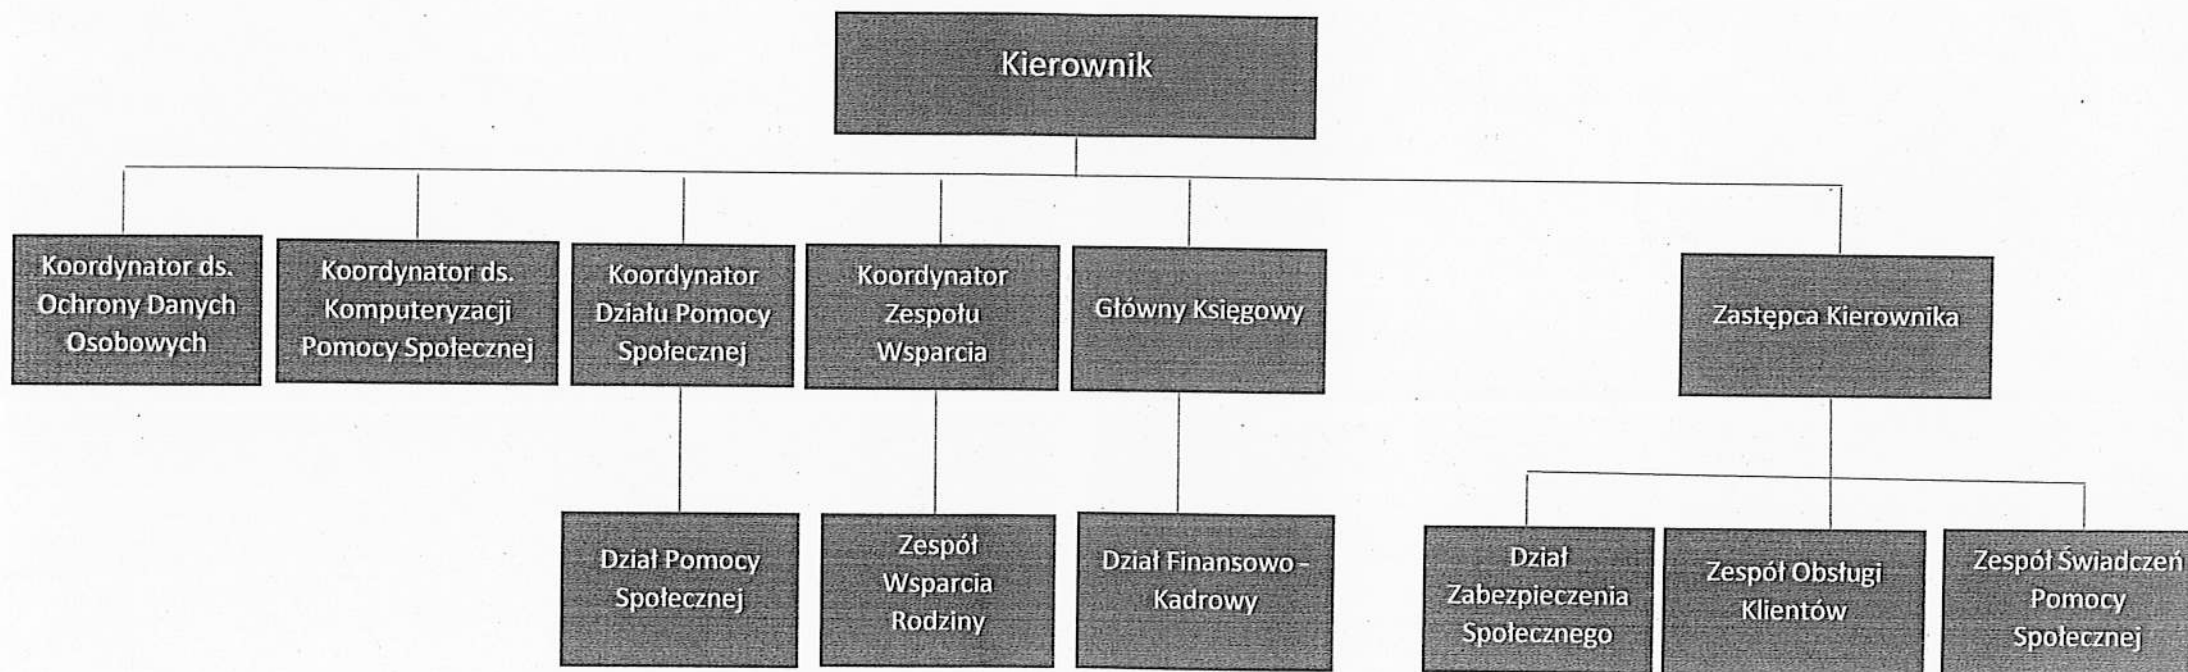 Kierownik
Koordynator ds.
Ochrony Danych
Osobowych
Koordynator ds.
Komputeryzacji
Pomocy Społecznej
Koordynator
Działu Pomocy
Społecznej
Koordynator
Zespołu
Wsparcia
Główny Księgowy
Zastępca Kierownika
Dział Pomocy
Społecznej
Zespół
Wsparcia
Rodziny
Dział Finansowo -
Kadrowy
Dział
Zabezpieczenia
Społecznego
Zespół Obsługi
Klientów
Zespół Świadczeń
Pomocy
Społecznej